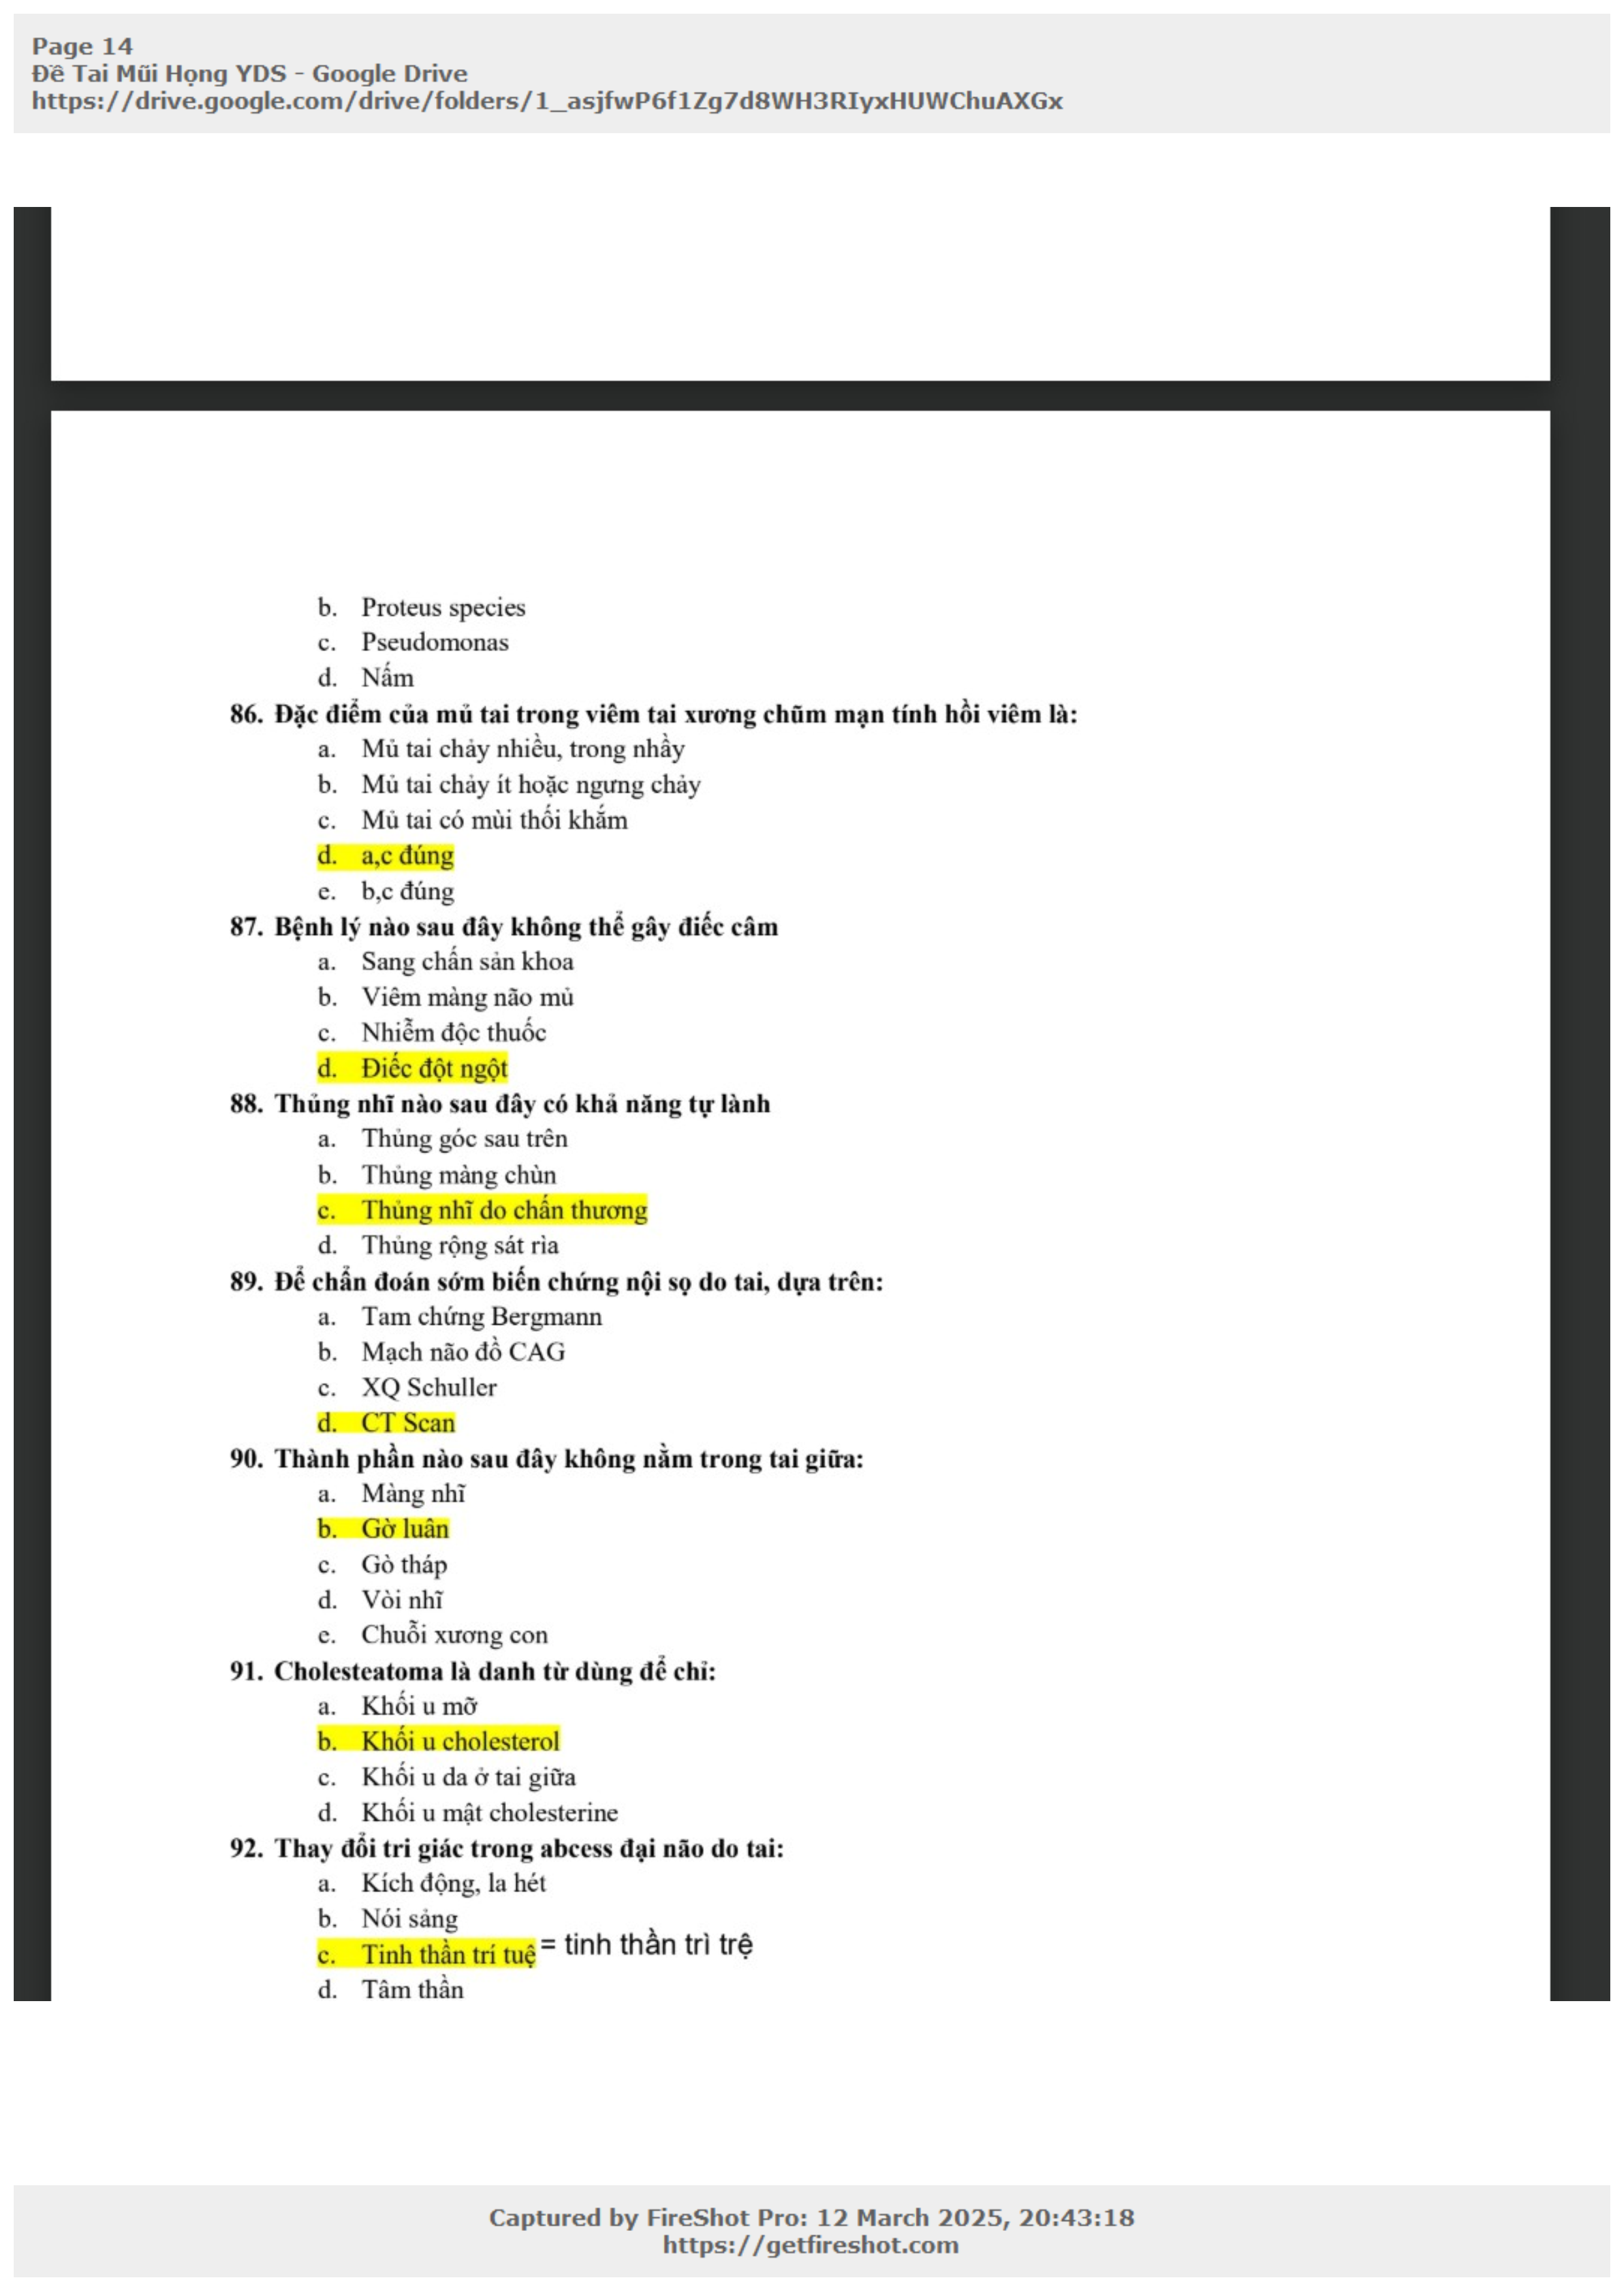 Page 14
Đề Tai Mũi Họng YDS - Google Drive
https://drive.google.com/drive/folders/1_asjfwP6f1Zg7d8WH3RIyxHUWChuAXGx
b. Proteus species
c. Pseudomonas
d. Nấm
86. Đặc điểm của mủ tai trong viêm tai xương chũm mạn tính hồi viêm là:
a. Mủ tai chảy nhiều, trong nhầy
b. Mủ tai chảy ít hoặc ngưng chảy
c. Mủ tai có mùi thối khắm
d. a,c đúng
e. b,c đúng
87. Bệnh lý nào sau đây không thể gây điếc câm
a. Sang chấn sản khoa
b. Viêm màng não mủ
c. Nhiễm độc thuốc
d. Điếc đột ngột
88. Thủng nhĩ nào sau đây có khả năng tự lành
a. Thủng góc sau trên
b. Thủng màng chùn
c. Thủng nhĩ do chấn thương
d. Thủng rộng sát rìa
89. Để chẩn đoán sớm biến chứng nội sọ do tai, dựa trên:
a. Tam chứng Bergmann
b. Mạch não đồ CAG
c. XQ Schuller
d. CT Scan
90. Thành phần nào sau đây không nằm trong tai giữa:
a. Màng nhĩ
b. Gờ luân
c. Gò tháp
d. Vòi nhĩ
e. Chuỗi xương con
91. Cholesteatoma là danh từ dùng để chỉ:
a. Khối u mỡ
b. Khối u cholesterol
c. Khối u da ở tai giữa
d. Khối u mật cholesterine
92. Thay đổi tri giác trong abcess đại não do tai:
a. Kích động, la hét
b. Nói sảng
c. Tinh thần trí tuệ = tinh thần trì trệ
d. Tâm thần
Captured by FireShot Pro: 12 March 2025, 20:43:18
https://getfireshot.com